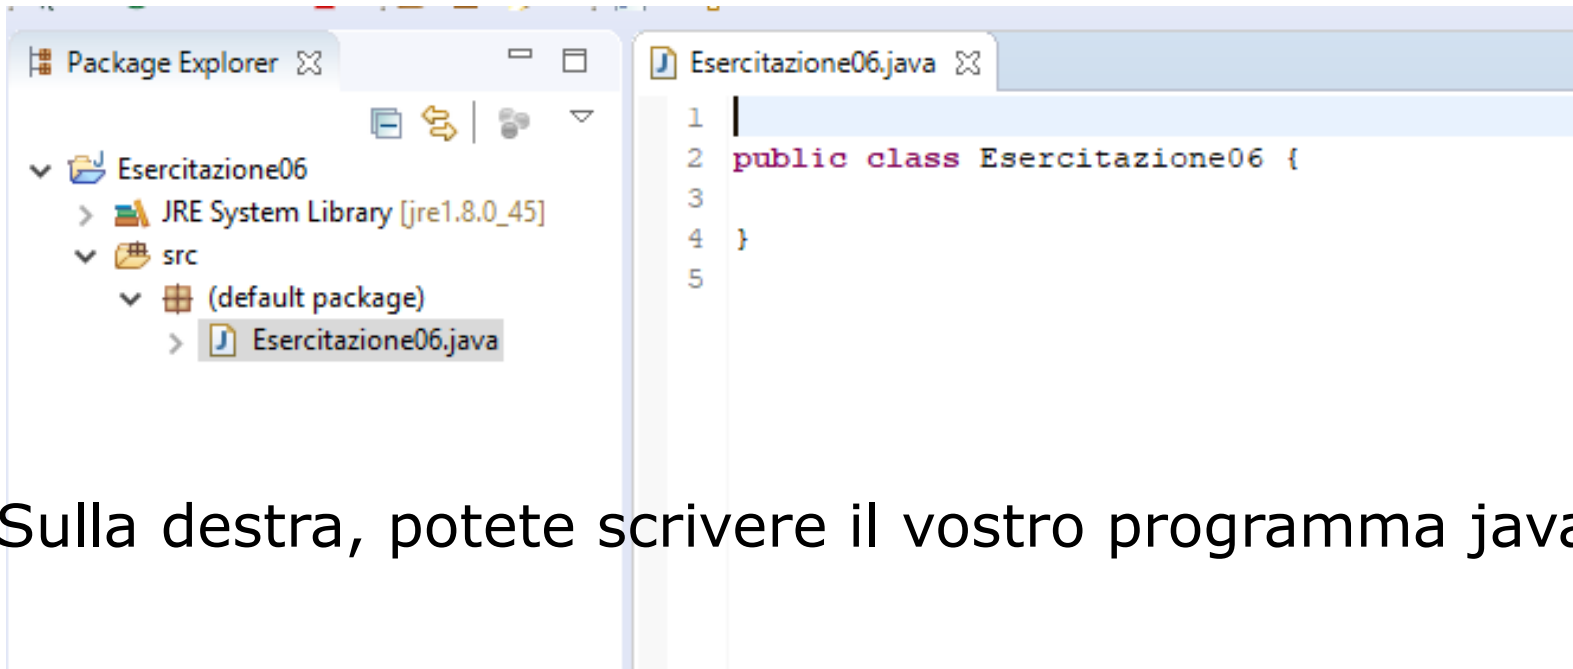 Package Explorer
Esercitazione06
JRE System Library [jre1.8.0_45]
src
(default package)
Esercitazione06.java
Esercitazione06.java
1
2 public class Esercitazione06 {
3
4 }
5
Sulla destra, potete scrivere il vostro programma java